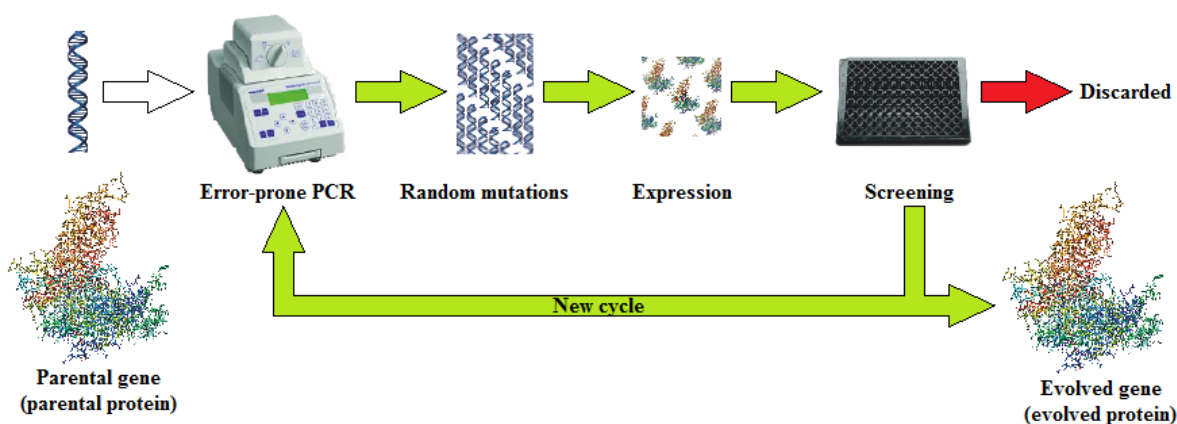 Discarded
Error-prone PCR
Random mutations
Expression
Screening
New cycle
Parental gene
(parental protein)
Evolved gene
(evolved protein)